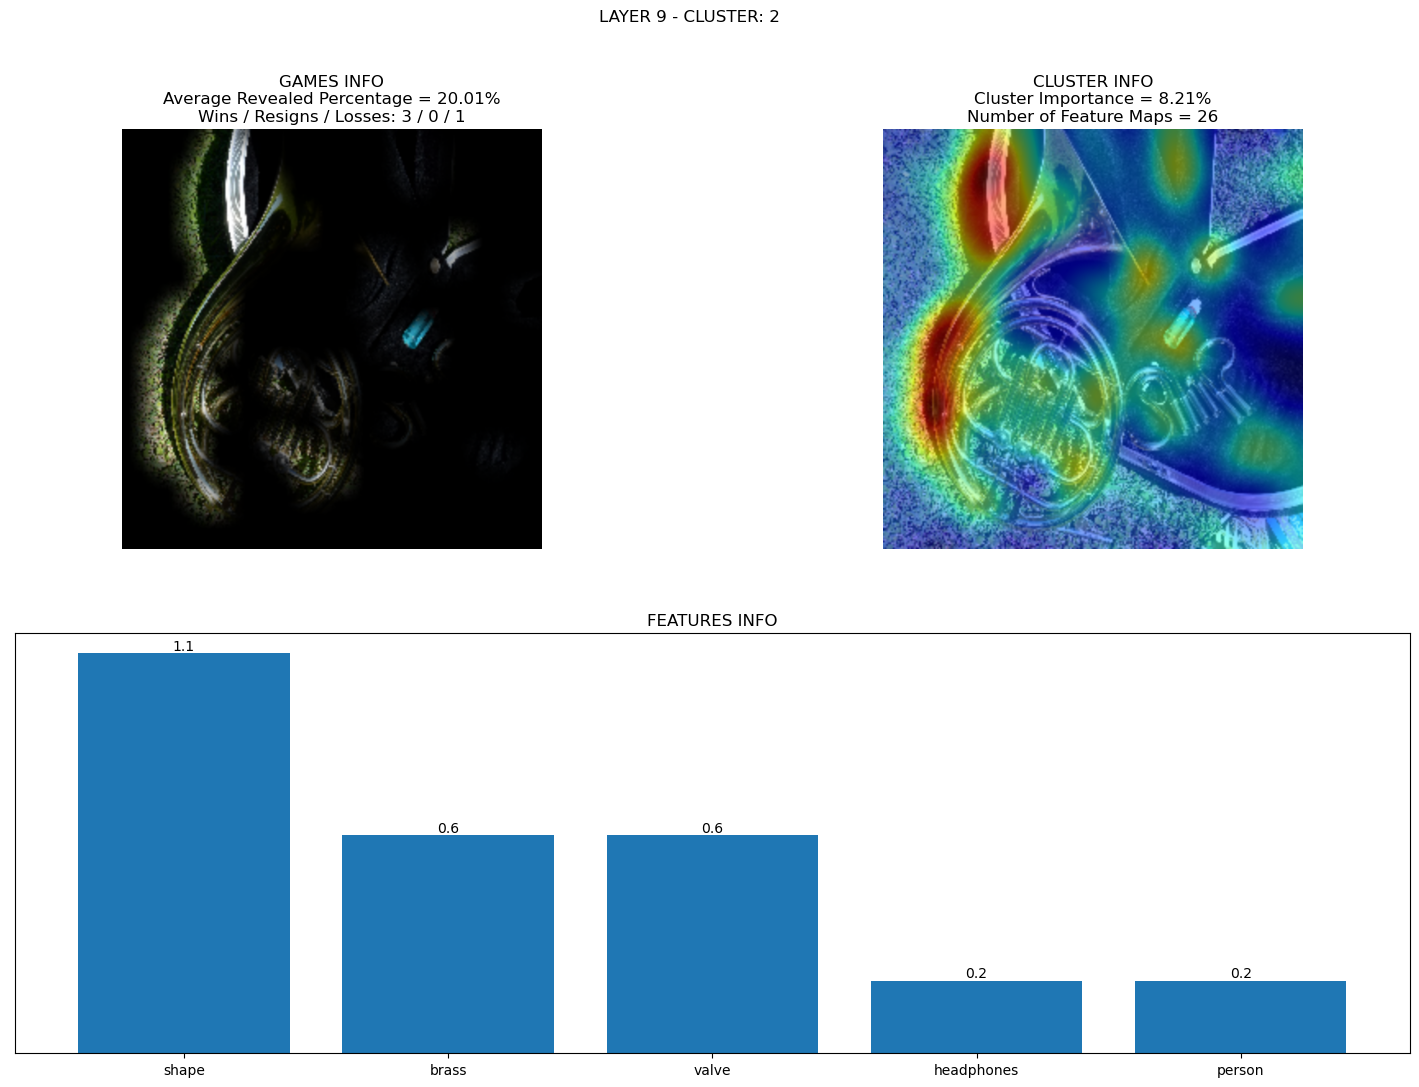 LAYER 9 - CLUSTER: 2
GAMES INFO
Average Revealed Percentage = 20.01%
Wins / Resigns / Losses: 3 / 0 / 1
CLUSTER INFO
Cluster Importance = 8.21%
Number of Feature Maps = 26
FEATURES INFO
1.1
0.6
0.6
0.2
0.2
shape
brass
valve
headphones
person